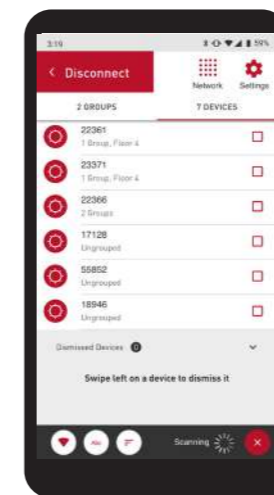 3:19
59%
Disconnect
Network
Settings
2 GROUPS
7 DEVICES
22361
1 Group, Floor 4
23371
1 Group, Floor 4
22366
2 Groups
17128
Ungrouped
55852
Ungrouped
18946
Ungrouped
Dismissed Devices 0
Swipe left on a device to dismiss it
Scanning